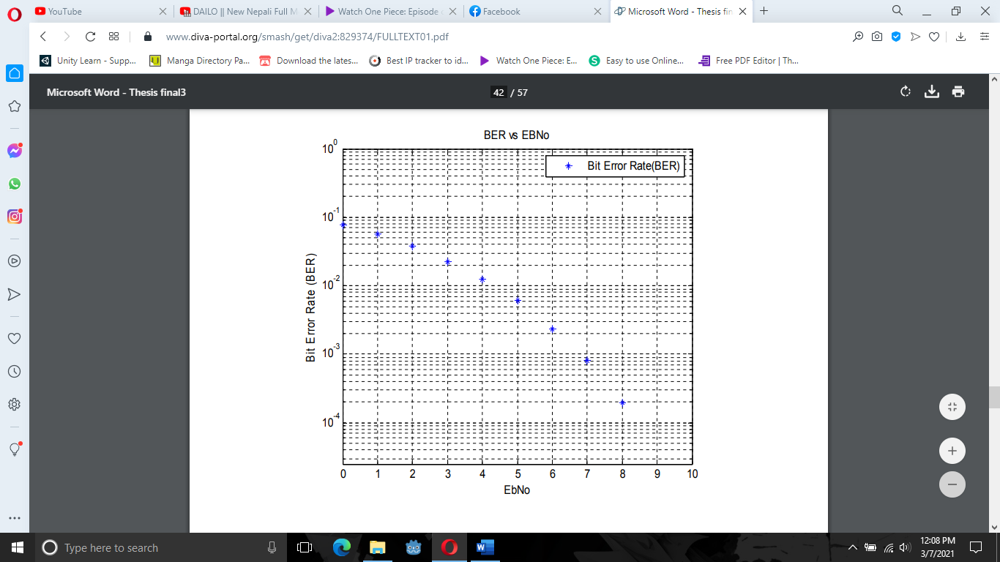 YouTube
DAILO || New Nepali Full M
Watch One Piece: Episode
Facebook
Microsoft Word - Thesis fin
www.diva-portal.org/smash/get/diva2:829374/FULLTEXT01.pdf
Unity Learn - Supp...
Manga Directory Pa...
Download the lates...
Best IP tracker to id...
Watch One Piece: E...
Easy to use Online...
Free PDF Editor | Th...
Microsoft Word - Thesis final3
42 / 57
BER vs EBNo
Bit Error Rate(BER)
10^0
10^-1
10^-2
10^-3
10^-4
Bit Error Rate (BER)
0 1 2 3 4 5 6 7 8 9 10
EbNo
Type here to search
12:08 PM
3/7/2021